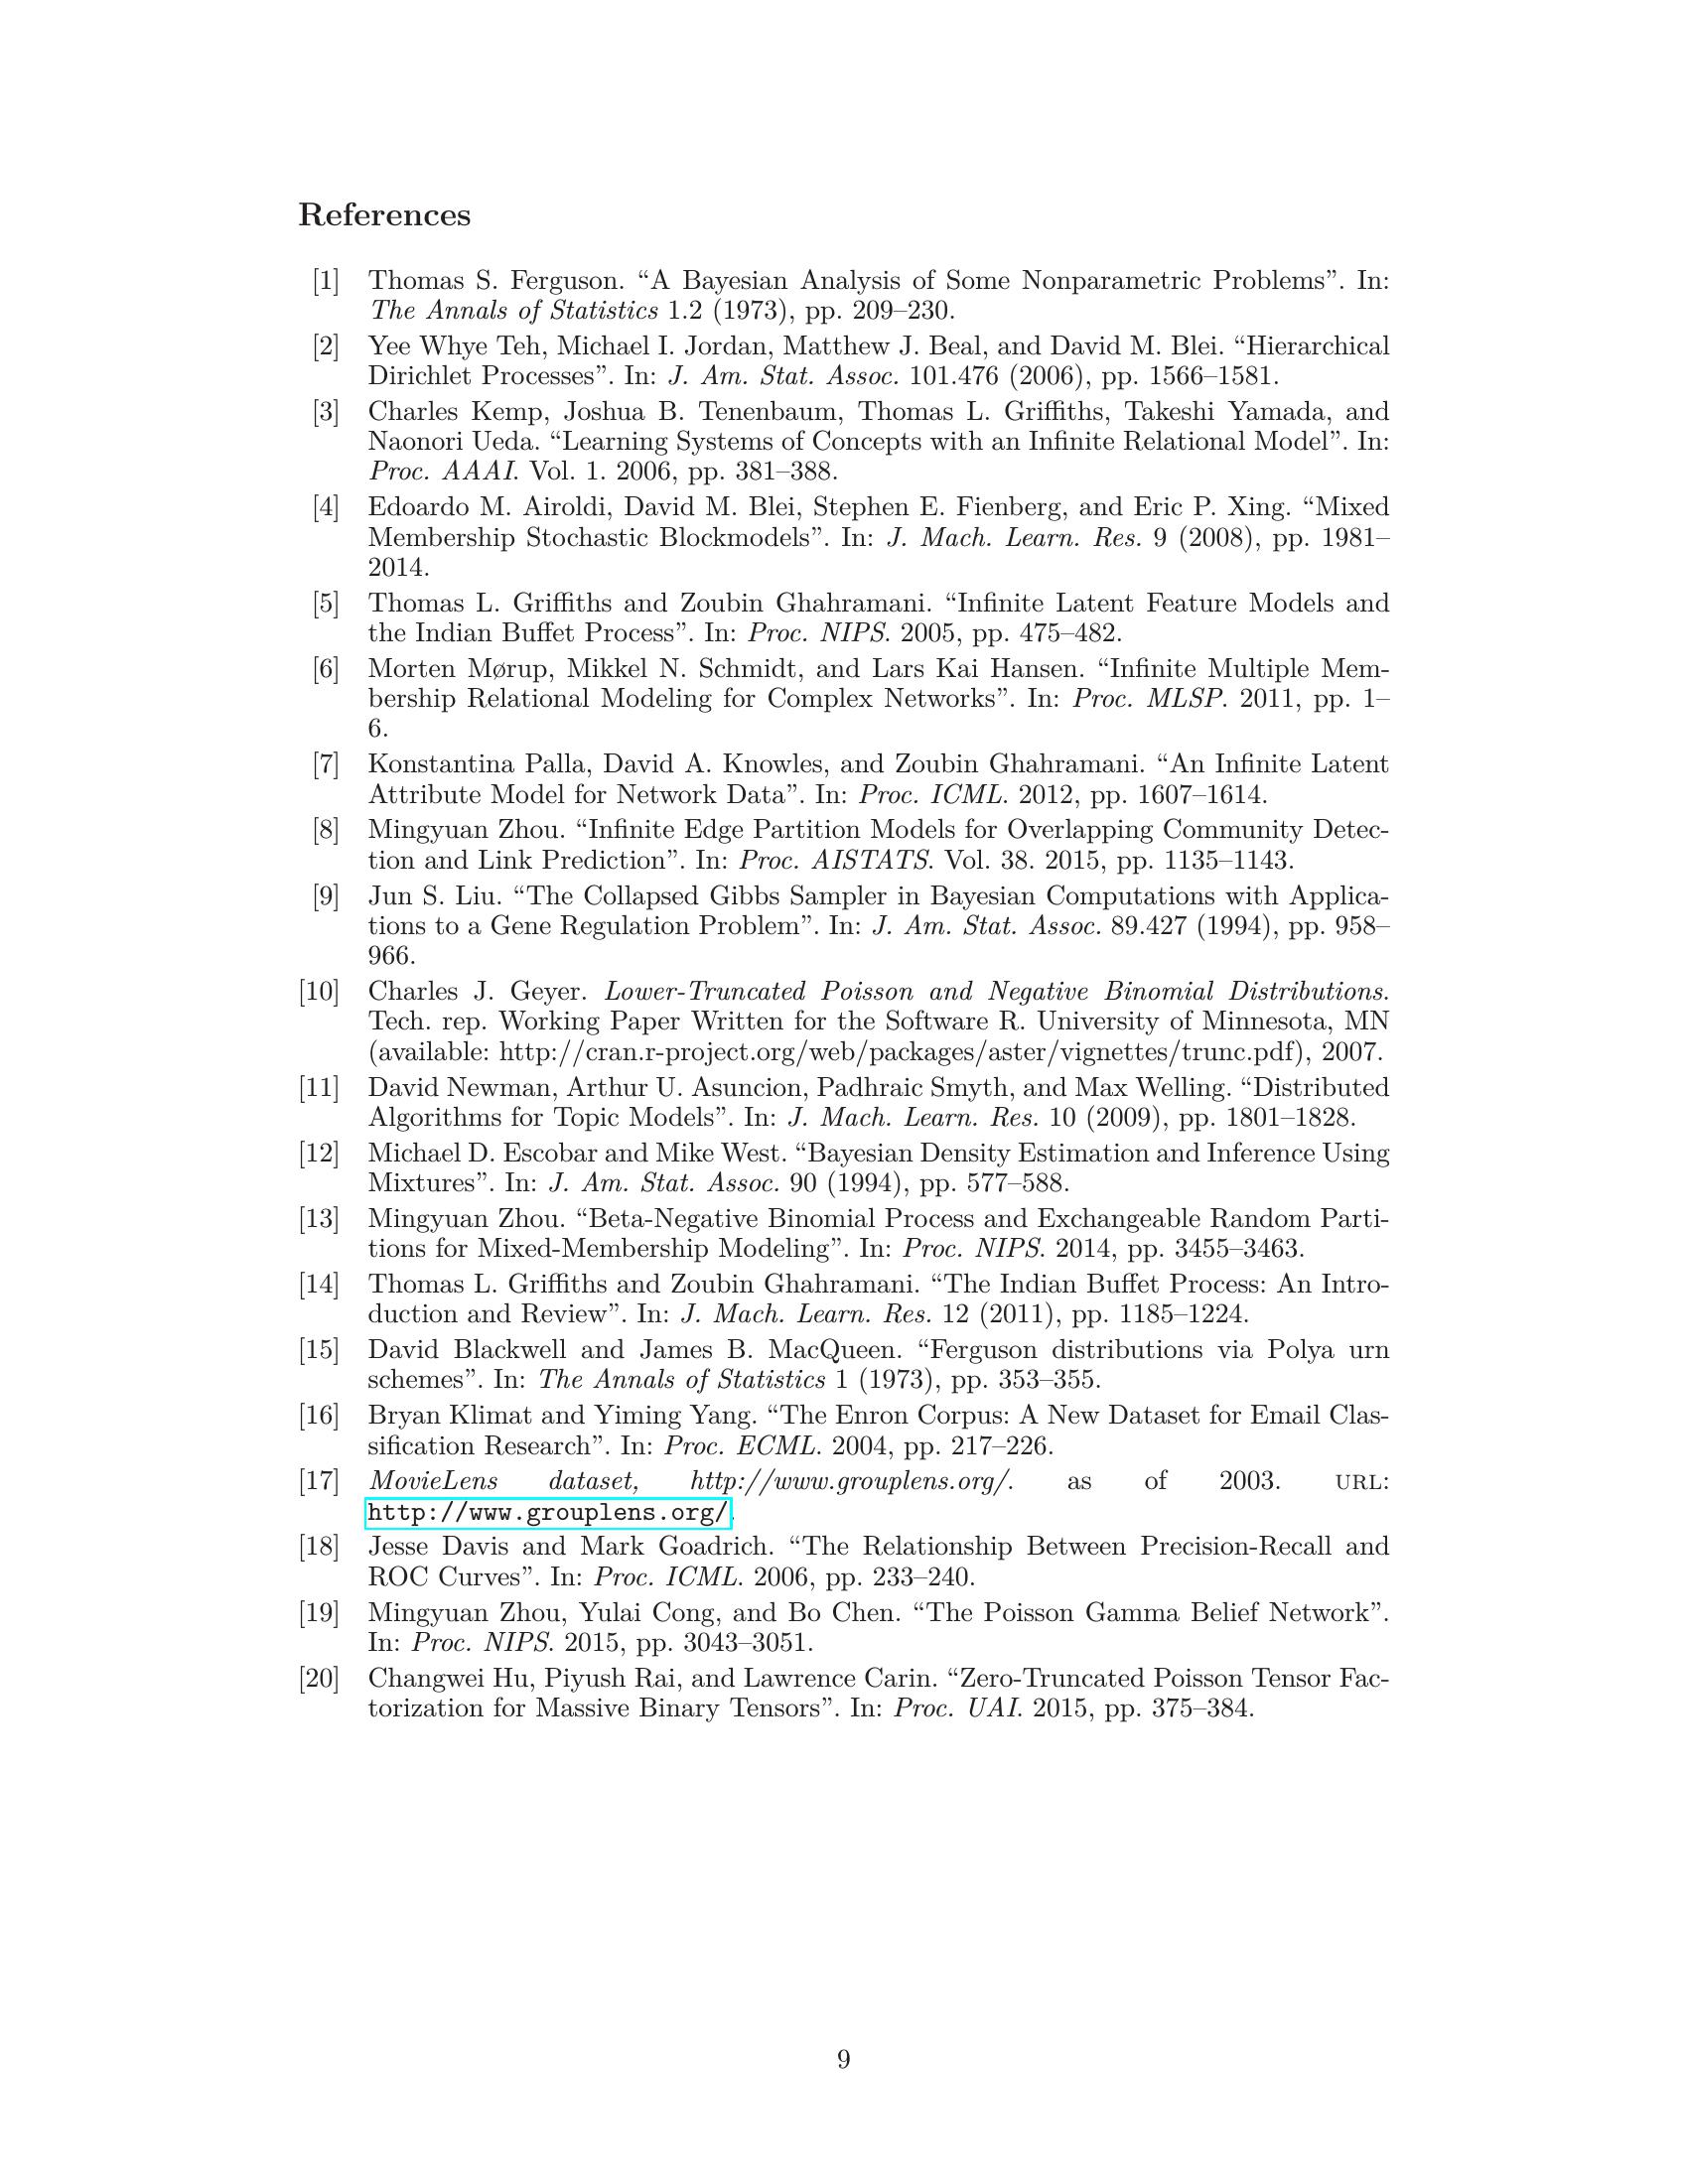 References
[1] Thomas S. Ferguson. “A Bayesian Analysis of Some Nonparametric Problems”. In:
The Annals of Statistics 1.2 (1973), pp. 209–230.
[2] Yee Whye Teh, Michael I. Jordan, Matthew J. Beal, and David M. Blei. “Hierarchical
Dirichlet Processes”. In: J. Am. Stat. Assoc. 101.476 (2006), pp. 1566–1581.
[3] Charles Kemp, Joshua B. Tenenbaum, Thomas L. Griffiths, Takeshi Yamada, and
Naonori Ueda. “Learning Systems of Concepts with an Infinite Relational Model”. In:
Proc. AAAI. Vol. 1. 2006, pp. 381–388.
[4] Edoardo M. Airoldi, David M. Blei, Stephen E. Fienberg, and Eric P. Xing. “Mixed
Membership Stochastic Blockmodels”. In: J. Mach. Learn. Res. 9 (2008), pp. 1981–
2014.
[5] Thomas L. Griffiths and Zoubin Ghahramani. “Infinite Latent Feature Models and
the Indian Buffet Process”. In: Proc. NIPS. 2005, pp. 475–482.
[6] Morten Mørup, Mikkel N. Schmidt, and Lars Kai Hansen. “Infinite Multiple Mem-
bership Relational Modeling for Complex Networks”. In: Proc. MLSP. 2011, pp. 1–
6.
[7] Konstantina Palla, David A. Knowles, and Zoubin Ghahramani. “An Infinite Latent
Attribute Model for Network Data”. In: Proc. ICML. 2012, pp. 1607–1614.
[8] Mingyuan Zhou. “Infinite Edge Partition Models for Overlapping Community Detec-
tion and Link Prediction”. In: Proc. AISTATS. Vol. 38. 2015, pp. 1135–1143.
[9] Jun S. Liu. “The Collapsed Gibbs Sampler in Bayesian Computations with Applica-
tions to a Gene Regulation Problem”. In: J. Am. Stat. Assoc. 89.427 (1994), pp. 958–
966.
[10] Charles J. Geyer. Lower-Truncated Poisson and Negative Binomial Distributions.
Tech. rep. Working Paper Written for the Software R. University of Minnesota, MN
(available: http://cran.r-project.org/web/packages/aster/vignettes/trunc.pdf), 2007.
[11] David Newman, Arthur U. Asuncion, Padhraic Smyth, and Max Welling. “Distributed
Algorithms for Topic Models”. In: J. Mach. Learn. Res. 10 (2009), pp. 1801–1828.
[12] Michael D. Escobar and Mike West. “Bayesian Density Estimation and Inference Using
Mixtures”. In: J. Am. Stat. Assoc. 90 (1994), pp. 577–588.
[13] Mingyuan Zhou. “Beta-Negative Binomial Process and Exchangeable Random Parti-
tions for Mixed-Membership Modeling”. In: Proc. NIPS. 2014, pp. 3455–3463.
[14] Thomas L. Griffiths and Zoubin Ghahramani. “The Indian Buffet Process: An Intro-
duction and Review”. In: J. Mach. Learn. Res. 12 (2011), pp. 1185–1224.
[15] David Blackwell and James B. MacQueen. “Ferguson distributions via Polya urn
schemes”. In: The Annals of Statistics 1 (1973), pp. 353–355.
[16] Bryan Klimat and Yiming Yang. “The Enron Corpus: A New Dataset for Email Clas-
sification Research”. In: Proc. ECML. 2004, pp. 217–226.
[17] MovieLens dataset, http://www.grouplens.org/. as of 2003. URL:
http://www.grouplens.org/.
[18] Jesse Davis and Mark Goadrich. “The Relationship Between Precision-Recall and
ROC Curves”. In: Proc. ICML. 2006, pp. 233–240.
[19] Mingyuan Zhou, Yulai Cong, and Bo Chen. “The Poisson Gamma Belief Network”.
In: Proc. NIPS. 2015, pp. 3043–3051.
[20] Changwei Hu, Piyush Rai, and Lawrence Carin. “Zero-Truncated Poisson Tensor Fac-
torization for Massive Binary Tensors”. In: Proc. UAI. 2015, pp. 375–384.
9